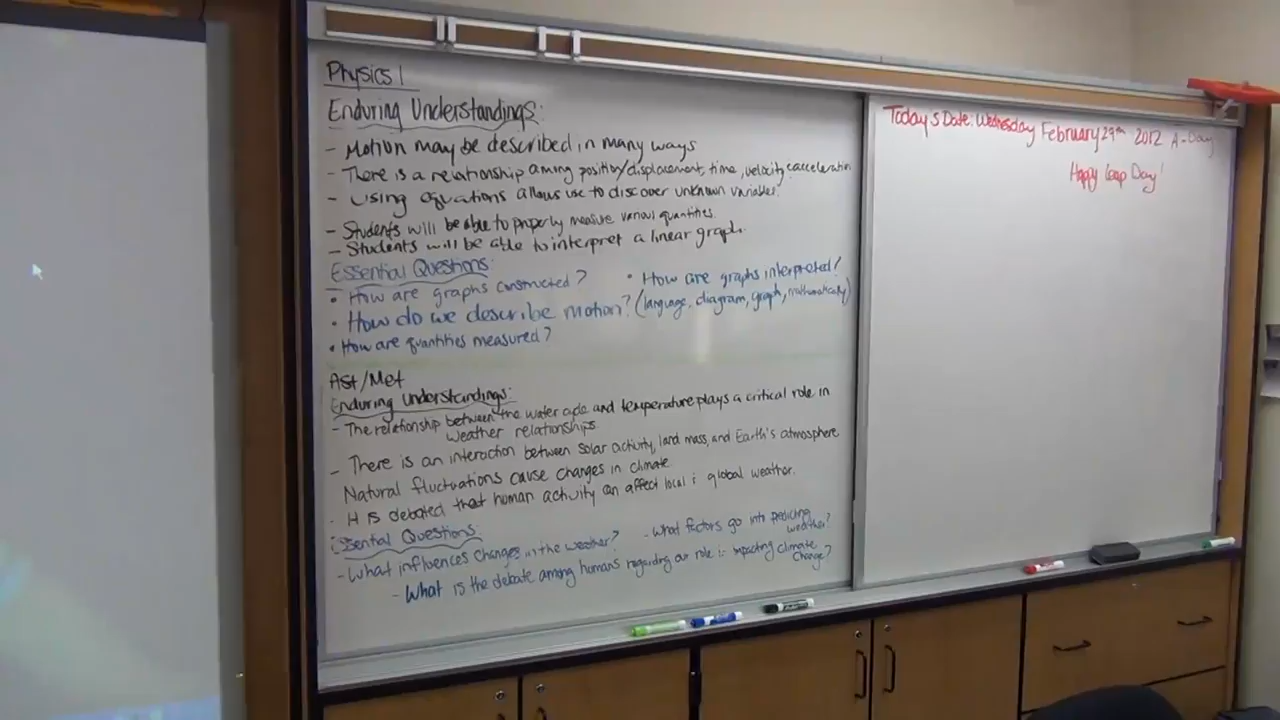 Physics 1
Enduring Understandings:
- Motion may be described in many ways
- There is a relationship among position/displacement, time, velocity & acceleration
- Using equations allows use to discover unknown variables.
- Students will be able to properly measure various quantities.
- Students will be able to interpret a linear graph.
Essential Questions:
• How are graphs constructed?
• How are graphs interpreted?
• How do we describe motion? (language, diagram, graph, mathematically)
• How are quantities measured?
Ast/Met
Enduring Understandings:
- The relationship between the water cycle and temperature plays a critical role in
weather relationships
- There is an interaction between solar activity, land mass, and Earth's atmosphere
Natural fluctuations cause changes in climate
- It is debated that human activity can affect local & global weather.
Essential Questions:
- What influences changes in the weather?
- What factors go into predicting
weather?
- What is the debate among humans regarding our role in impacting climate
change?
Today's Date: Wednesday February 29th 2012 A-Day
Happy Leap Day!